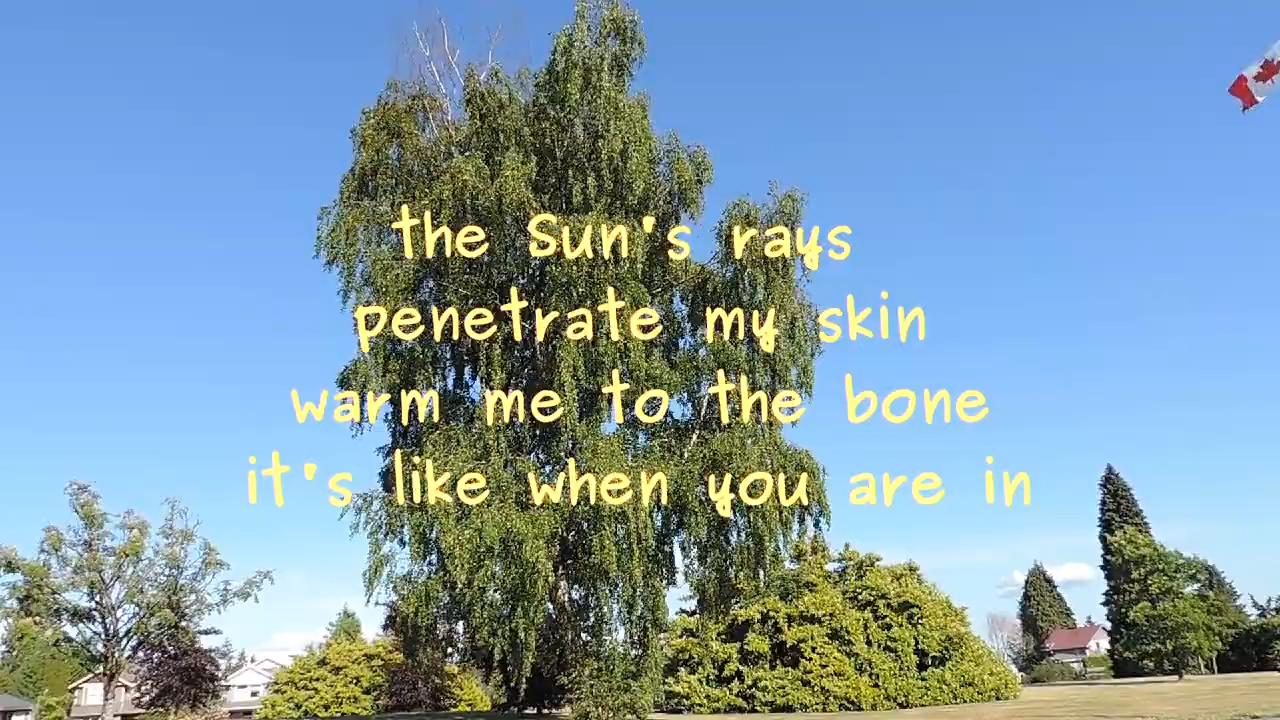 the Sun's rays
penetrate my skin
warm me to the bone
it's like when you are in